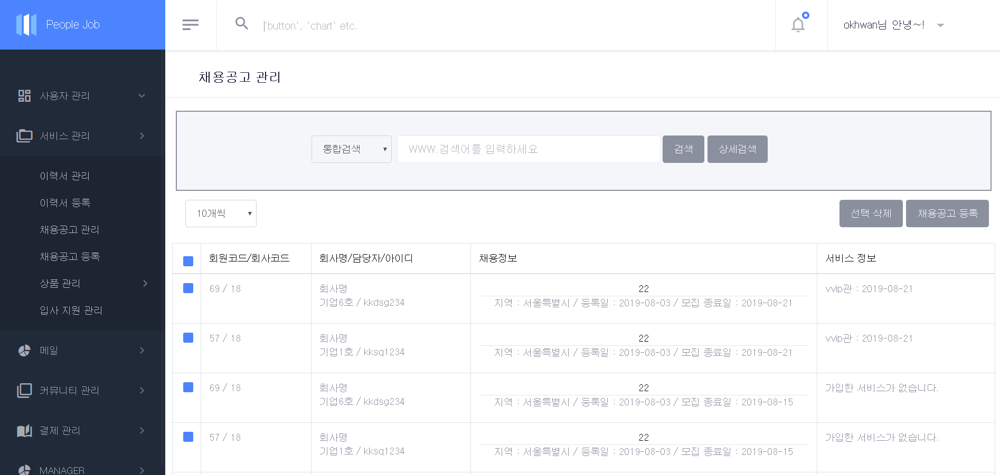 People Job
'button', 'chart' etc.
okhwan님 안녕~!
사용자 관리
서비스 관리
이력서 관리
이력서 등록
채용공고 관리
채용공고 등록
상품 관리
입사 지원 관리
메일
커뮤니티 관리
결제 관리
MANAGER
채용공고 관리
통합검색
WWW.검색어를 입력하세요
검색
상세검색
10개씩
선택 삭제
채용공고 등록
회원코드/회사코드 회사명/담당자/아이디 채용정보 서비스 정보
69 / 18
회사명
기업6호 / kkdsg234
22
지역 : 서울특별시 / 등록일 : 2019-08-03 / 모집 종료일 : 2019-08-21
vvip관 : 2019-08-21
57 / 18
회사명
기업1호 / kksq1234
22
지역 : 서울특별시 / 등록일 : 2019-08-03 / 모집 종료일 : 2019-08-21
vvip관 : 2019-08-21
69 / 18
회사명
기업6호 / kkdsg234
22
지역 : 서울특별시 / 등록일 : 2019-08-03 / 모집 종료일 : 2019-08-15
가입한 서비스가 없습니다.
57 / 18
회사명
기업1호 / kksq1234
22
지역 : 서울특별시 / 등록일 : 2019-08-03 / 모집 종료일 : 2019-08-15
가입한 서비스가 없습니다.